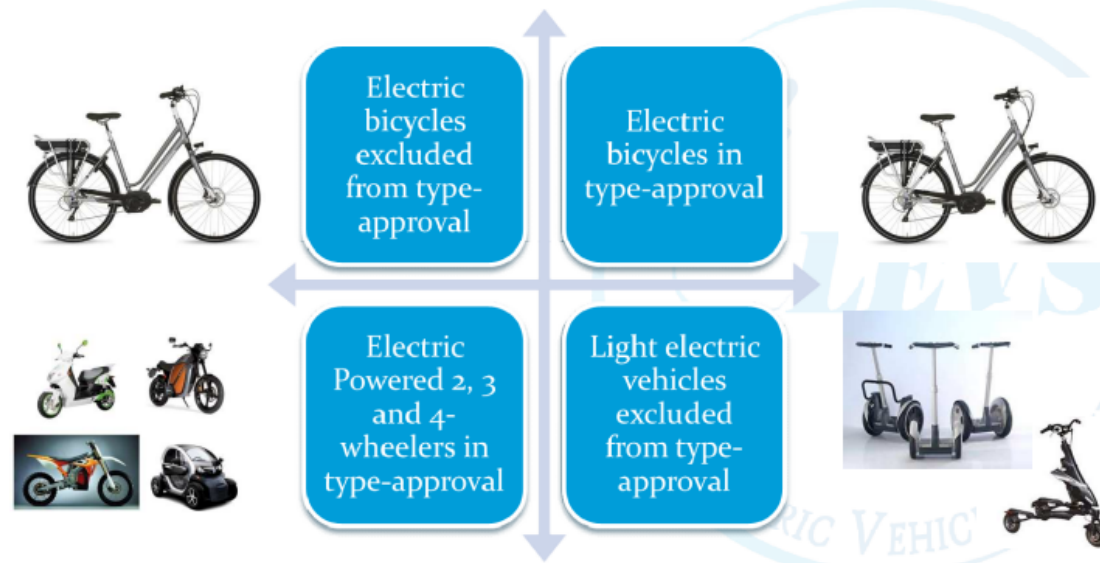 Electric
bicycles
excluded
from type-
approval
Electric
bicycles in
type-approval
Electric
Powered 2, 3
and 4-
wheelers in
type-approval
Light electric
vehicles
excluded
from type-
approval